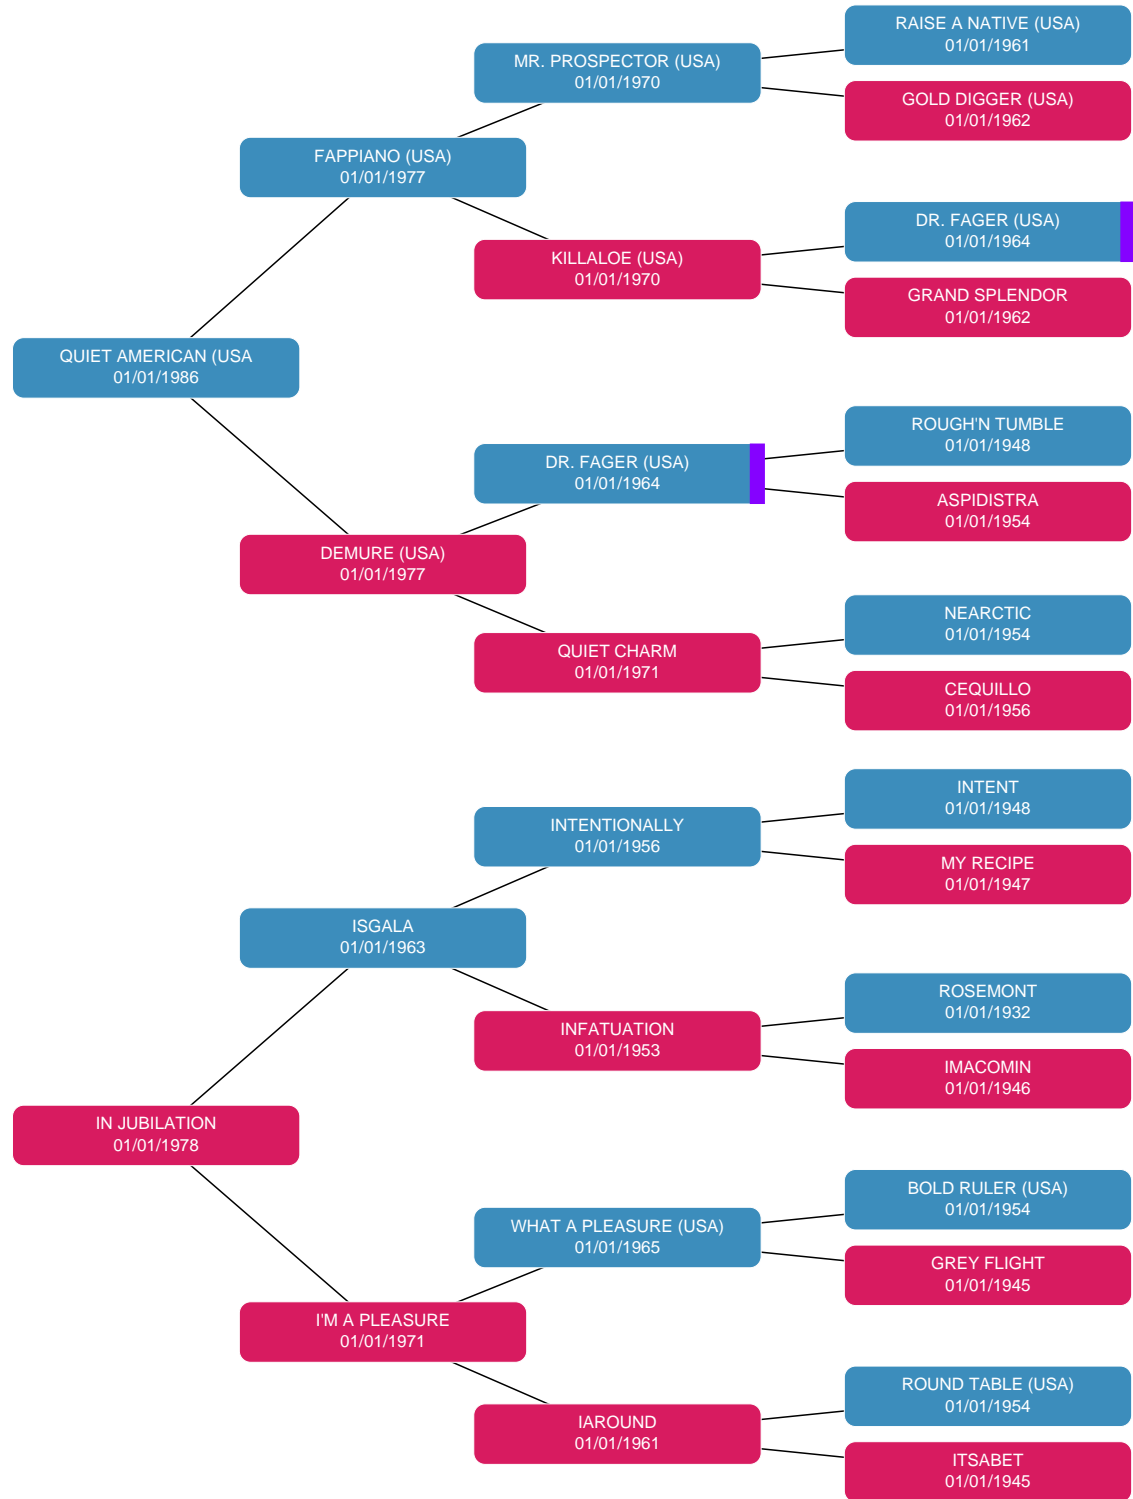 RAISE A NATIVE (USA)
01/01/1961
MR. PROSPECTOR (USA)
01/01/1970
GOLD DIGGER (USA)
01/01/1962
FAPPIANO (USA)
01/01/1977
DR. FAGER (USA)
01/01/1964
KILLALOE (USA)
01/01/1970
GRAND SPLENDOR
01/01/1962
QUIET AMERICAN (USA
01/01/1986
ROUGH'N TUMBLE
01/01/1948
DR. FAGER (USA)
01/01/1964
ASPIDISTRA
01/01/1954
DEMURE (USA)
01/01/1977
NEARCTIC
01/01/1954
QUIET CHARM
01/01/1971
CEQUILLO
01/01/1956
INTENT
01/01/1948
INTENTIONALLY
01/01/1956
MY RECIPE
01/01/1947
ISGALA
01/01/1963
ROSEMONT
01/01/1932
INFATUATION
01/01/1953
IMACOMIN
01/01/1946
IN JUBILATION
01/01/1978
BOLD RULER (USA)
01/01/1954
WHAT A PLEASURE (USA)
01/01/1965
GREY FLIGHT
01/01/1945
I'M A PLEASURE
01/01/1971
ROUND TABLE (USA)
01/01/1954
IAROUND
01/01/1961
ITSABET
01/01/1945